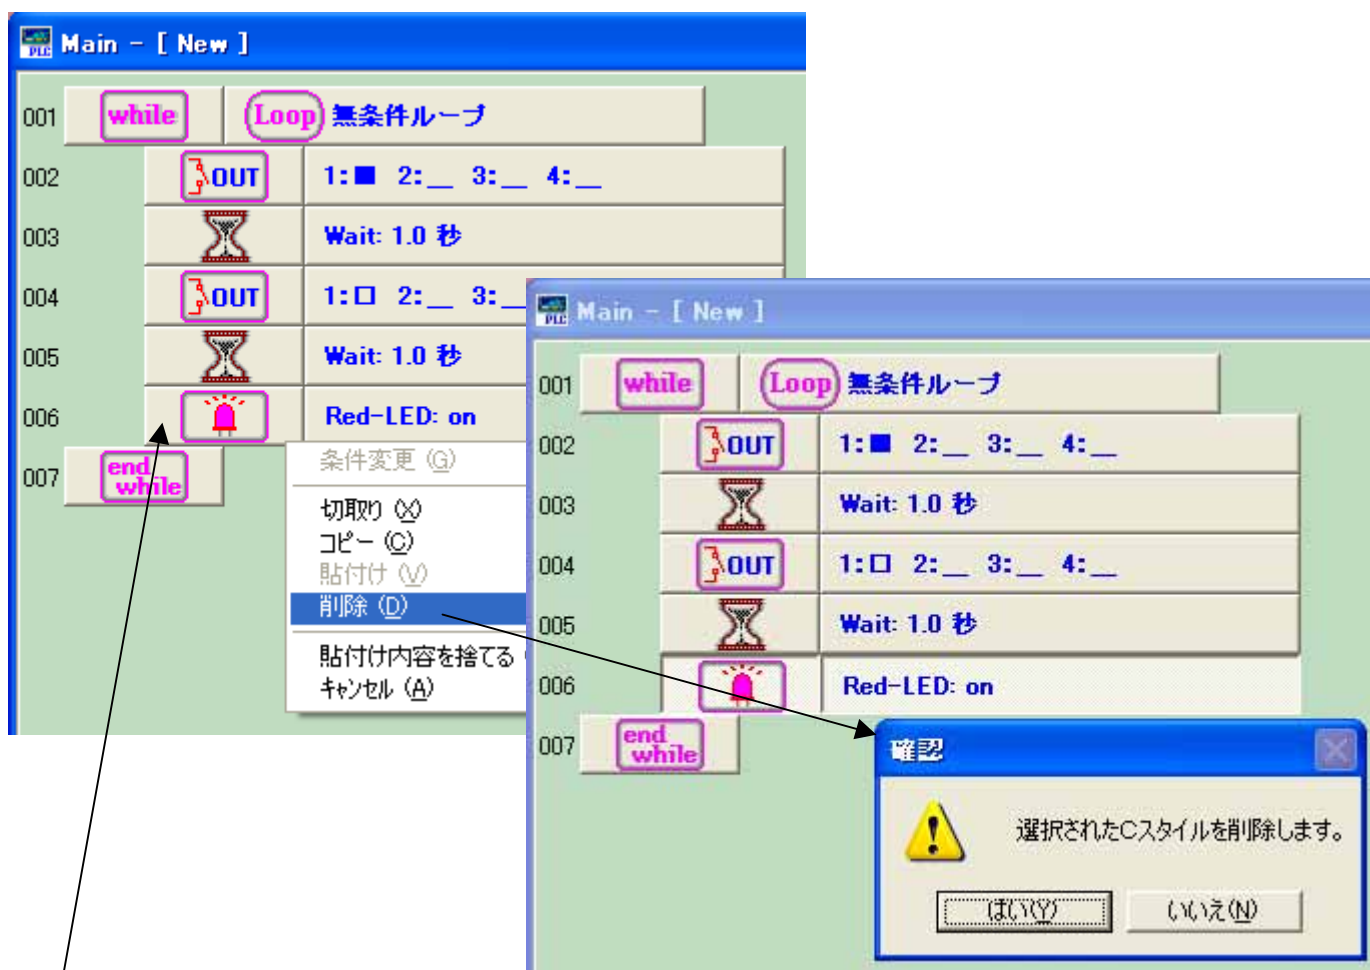 PLC Main - [ New ]
001 while Loop 無条件ループ
002 OUT 1:■ 2:__ 3:__ 4:__
003 Wait: 1.0 秒
004 OUT 1:□ 2:__ 3:__
005 Wait: 1.0 秒
006 Red-LED: on
007 end while
条件変更 (G)
切取り (X)
コピー (C)
貼付け (V)
削除 (D)
貼付け内容を捨てる
キャンセル (A)
PLC Main - [ New ]
001 while Loop 無条件ループ
002 OUT 1:■ 2:__ 3:__ 4:__
003 Wait: 1.0 秒
004 OUT 1:□ 2:__ 3:__ 4:__
005 Wait: 1.0 秒
006 Red-LED: on
007 end while
確認
選択されたCスタイルを削除します。
はい(Y) いいえ(N)